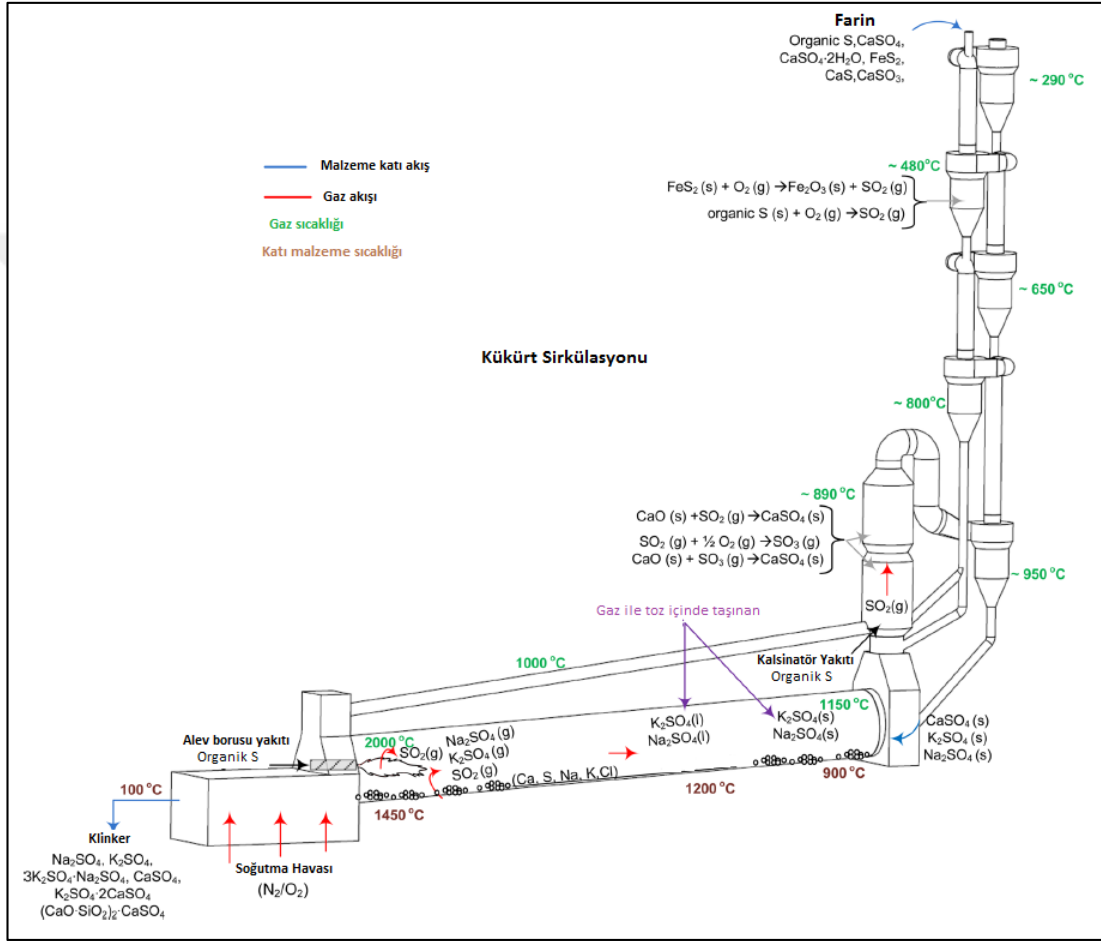 Farin
Organic S,CaSO₄,
CaSO₄·2H₂O, FeS₂,
CaS,CaSO₃,
~ 290 °C
Malzeme katı akış
Gaz akışı
Gaz sıcaklığı
Katı malzeme sıcaklığı
~ 480°C
FeS₂ (s) + O₂ (g) →Fe₂O₃ (s) + SO₂ (g)
organic S (s) + O₂ (g) →SO₂ (g)
~ 650 °C
Kükürt Sirkülasyonu
~ 800°C
~ 890°C
CaO (s) +SO₂ (g) →CaSO₄ (s)
SO₂ (g) + ½ O₂ (g) →SO₃ (g)
CaO (s) + SO₃ (g) →CaSO₄ (s)
~ 950 °C
SO₂(g)
Gaz ile toz içinde taşınan
Kalsinatör Yakıtı
Organik S
1000 °C
1150 °C
K₂SO₄(l)
Na₂SO₄(l)
K₂SO₄(s)
Na₂SO₄(s)
CaSO₄ (s)
K₂SO₄ (s)
Na₂SO₄ (s)
Alev borusu yakıtı
Organik S
2000 °C
SO₂(g)
Na₂SO₄ (g)
K₂SO₄ (g)
SO₂ (g)
(Ca, S, Na, K,Cl)
900 °C
1200 °C
1450 °C
100 °C
Klinker
Na₂SO₄, K₂SO₄,
3K₂SO₄·Na₂SO₄, CaSO₄,
K₂SO₄·2CaSO₄
(CaO·SiO₂)₂·CaSO₄
Soğutma Havası
(N₂/O₂)